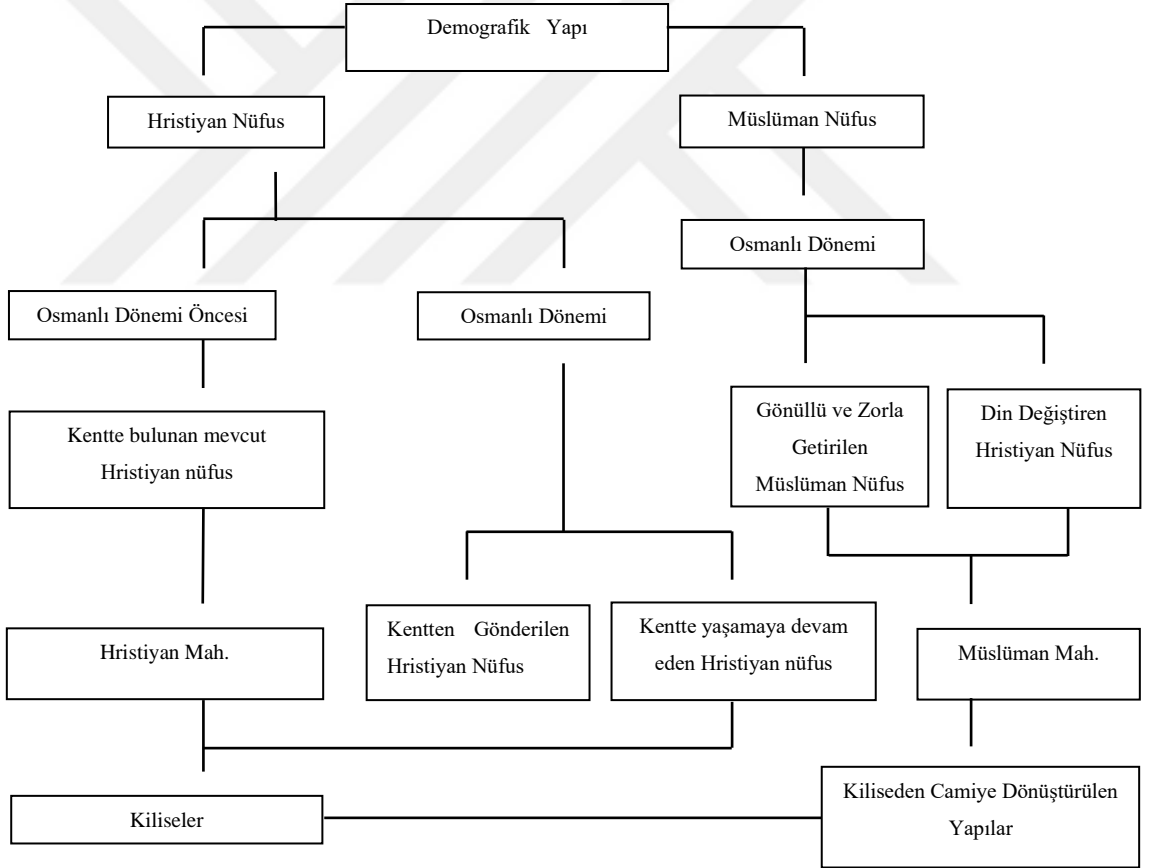 Demografik Yapı
Hristiyan Nüfus
Müslüman Nüfus
Osmanlı Dönemi
Osmanlı Dönemi Öncesi
Osmanlı Dönemi
Kentte bulunan mevcut
Hristiyan nüfus
Gönüllü ve Zorla
Getirilen
Müslüman Nüfus
Din Değiştiren
Hristiyan Nüfus
Hristiyan Mah.
Kentten Gönderilen
Hristiyan Nüfus
Kentte yaşamaya devam
eden Hristiyan nüfus
Müslüman Mah.
Kiliseler
Kiliseden Camiye Dönüştürülen
Yapılar